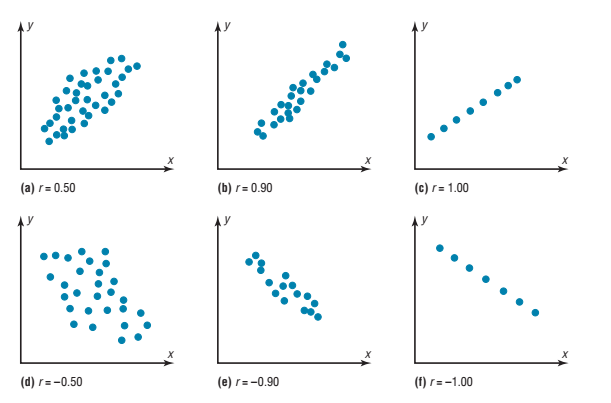 y y y
x x x
(a) r = 0.50 (b) r = 0.90 (c) r = 1.00
y y y
x x x
(d) r = –0.50 (e) r = –0.90 (f) r = –1.00